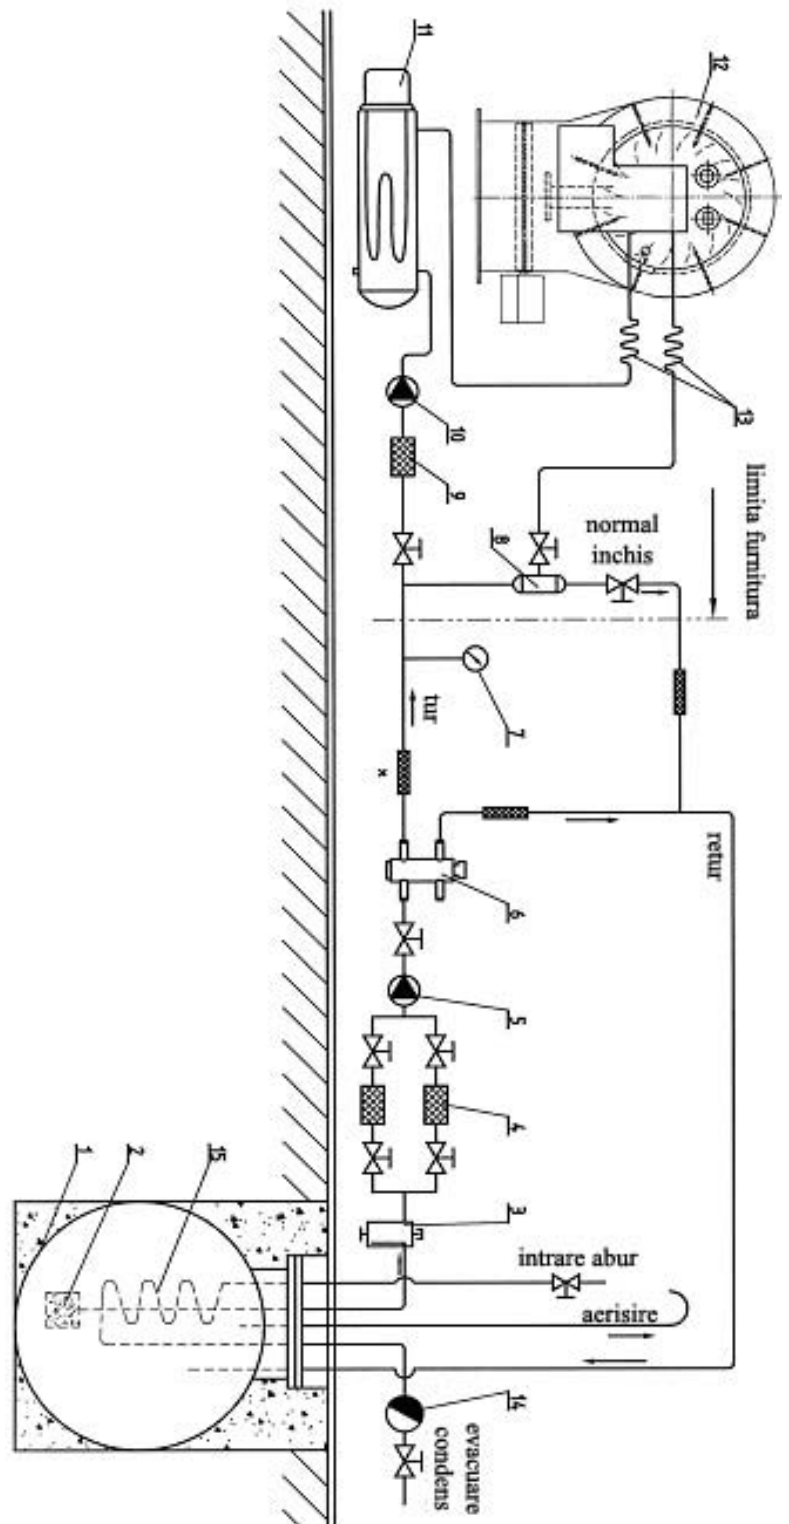 11
12
13
limita furnitura
normal
inchis
10
9
8
7
tur
x
retur
6
5
4
3
15
2
1
intrare abur
aerisire
14
evacuare
condens